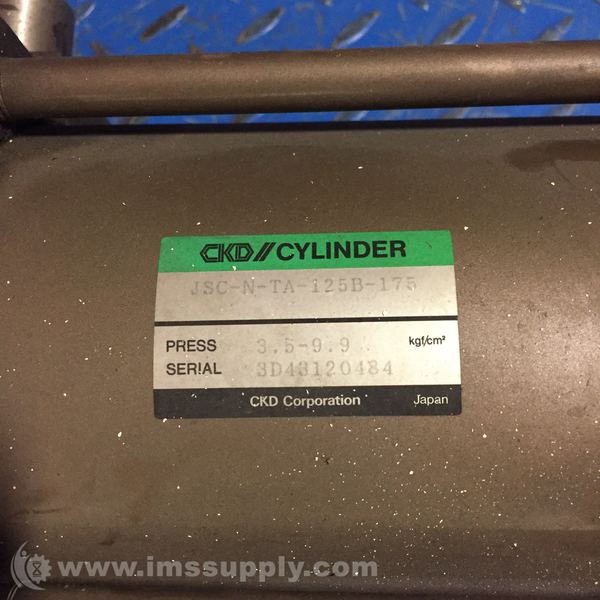 CKD//CYLINDER
JSC-N-TA-125B-175
PRESS 3.5-9.9 kgf/cm²
SERIAL 3D43120484
CKD Corporation Japan
www.imssupply.com